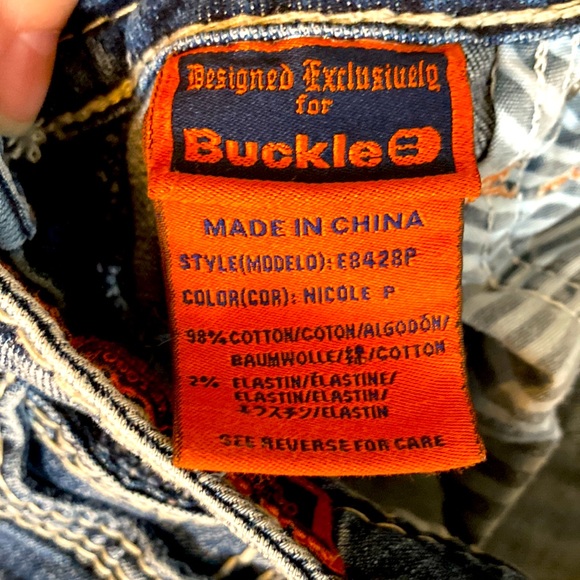 Designed Exclusively
for
Buckle B
MADE IN CHINA
STYLE(MODELO): E8428P
COLOR(COR): NICOLE P
98% COTTON/COTON/ALGODÓN/
BAUMWOLLE/綿/COTTON
2% ELASTIN/ÉLASTINE/
ELASTIN/ELASTIN/
エラスチン/ELASTIN
SEE REVERSE FOR CARE